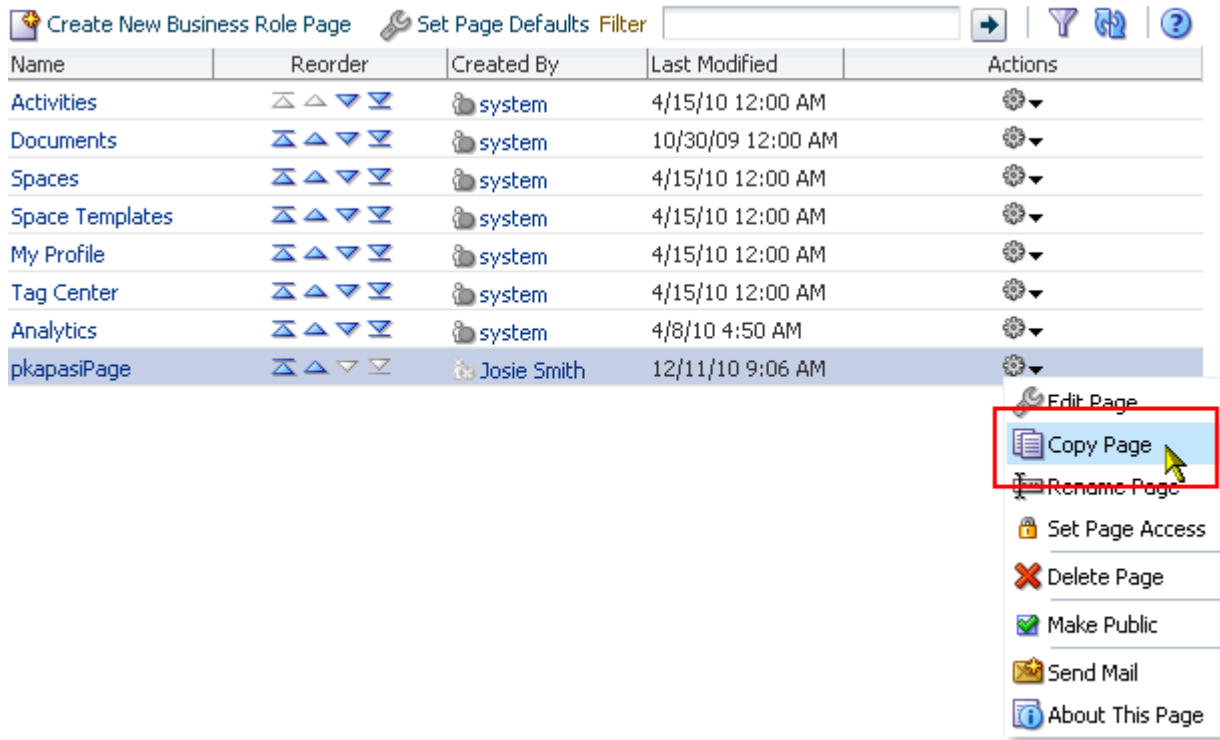 Create New Business Role Page Set Page Defaults Filter
Name Reorder Created By Last Modified Actions
Activities system 4/15/10 12:00 AM
Documents system 10/30/09 12:00 AM
Spaces system 4/15/10 12:00 AM
Space Templates system 4/15/10 12:00 AM
My Profile system 4/15/10 12:00 AM
Tag Center system 4/15/10 12:00 AM
Analytics system 4/8/10 4:50 AM
pkapasiPage Josie Smith 12/11/10 9:06 AM
Edit Page
Copy Page
Rename Page
Set Page Access
Delete Page
Make Public
Send Mail
About This Page